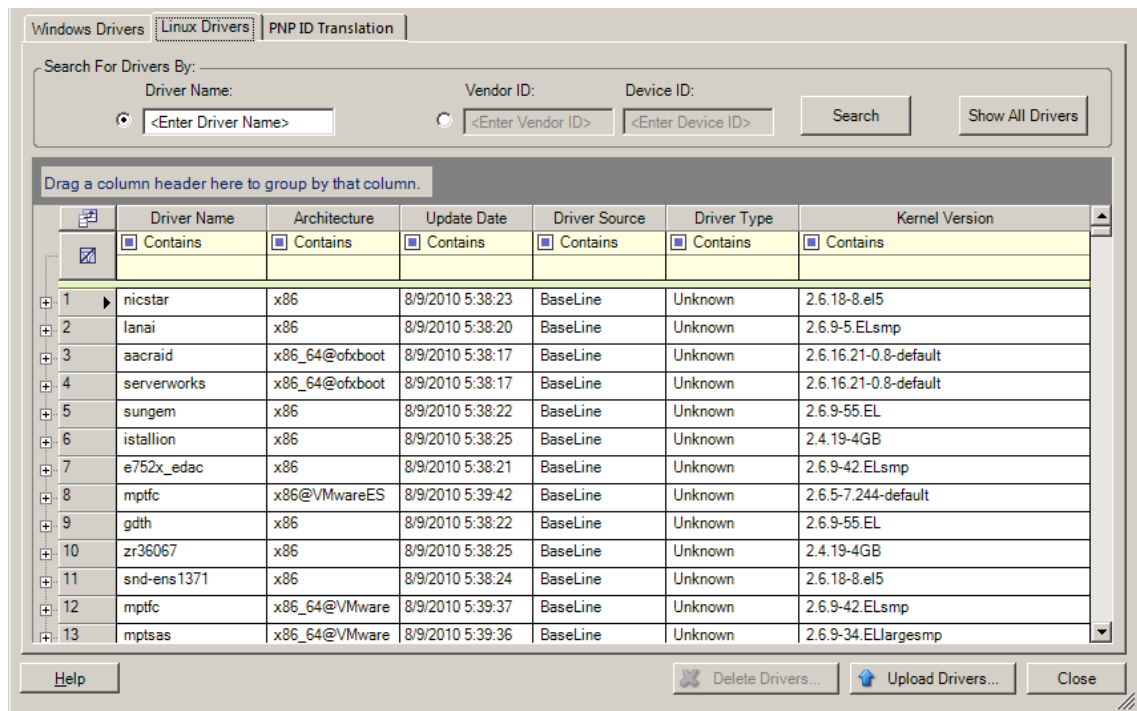 Windows Drivers Linux Drivers PNP ID Translation
Search For Drivers By:
Driver Name: Vendor ID: Device ID:
<Enter Driver Name> <Enter Vendor ID> <Enter Device ID> Search Show All Drivers
Drag a column header here to group by that column.
Driver Name Architecture Update Date Driver Source Driver Type Kernel Version
Contains Contains Contains Contains Contains Contains
1 nicstar x86 8/9/2010 5:38:23 BaseLine Unknown 2.6.18-8.el5
2 lanai x86 8/9/2010 5:38:20 BaseLine Unknown 2.6.9-5.ELsmp
3 aacraid x86_64@ofxboot 8/9/2010 5:38:17 BaseLine Unknown 2.6.16.21-0.8-default
4 serverworks x86_64@ofxboot 8/9/2010 5:38:17 BaseLine Unknown 2.6.16.21-0.8-default
5 sungem x86 8/9/2010 5:38:22 BaseLine Unknown 2.6.9-55.EL
6 istallion x86 8/9/2010 5:38:25 BaseLine Unknown 2.4.19-4GB
7 e752x_edac x86 8/9/2010 5:38:21 BaseLine Unknown 2.6.9-42.ELsmp
8 mptfc x86@VMwareES 8/9/2010 5:39:42 BaseLine Unknown 2.6.5-7.244-default
9 gdth x86 8/9/2010 5:38:22 BaseLine Unknown 2.6.9-55.EL
10 zr36067 x86 8/9/2010 5:38:25 BaseLine Unknown 2.4.19-4GB
11 snd-ens1371 x86 8/9/2010 5:38:24 BaseLine Unknown 2.6.18-8.el5
12 mptfc x86_64@VMware 8/9/2010 5:39:37 BaseLine Unknown 2.6.9-42.ELsmp
13 mptsas x86_64@VMware 8/9/2010 5:39:36 BaseLine Unknown 2.6.9-34.ELlargesmp
Help Delete Drivers... Upload Drivers... Close